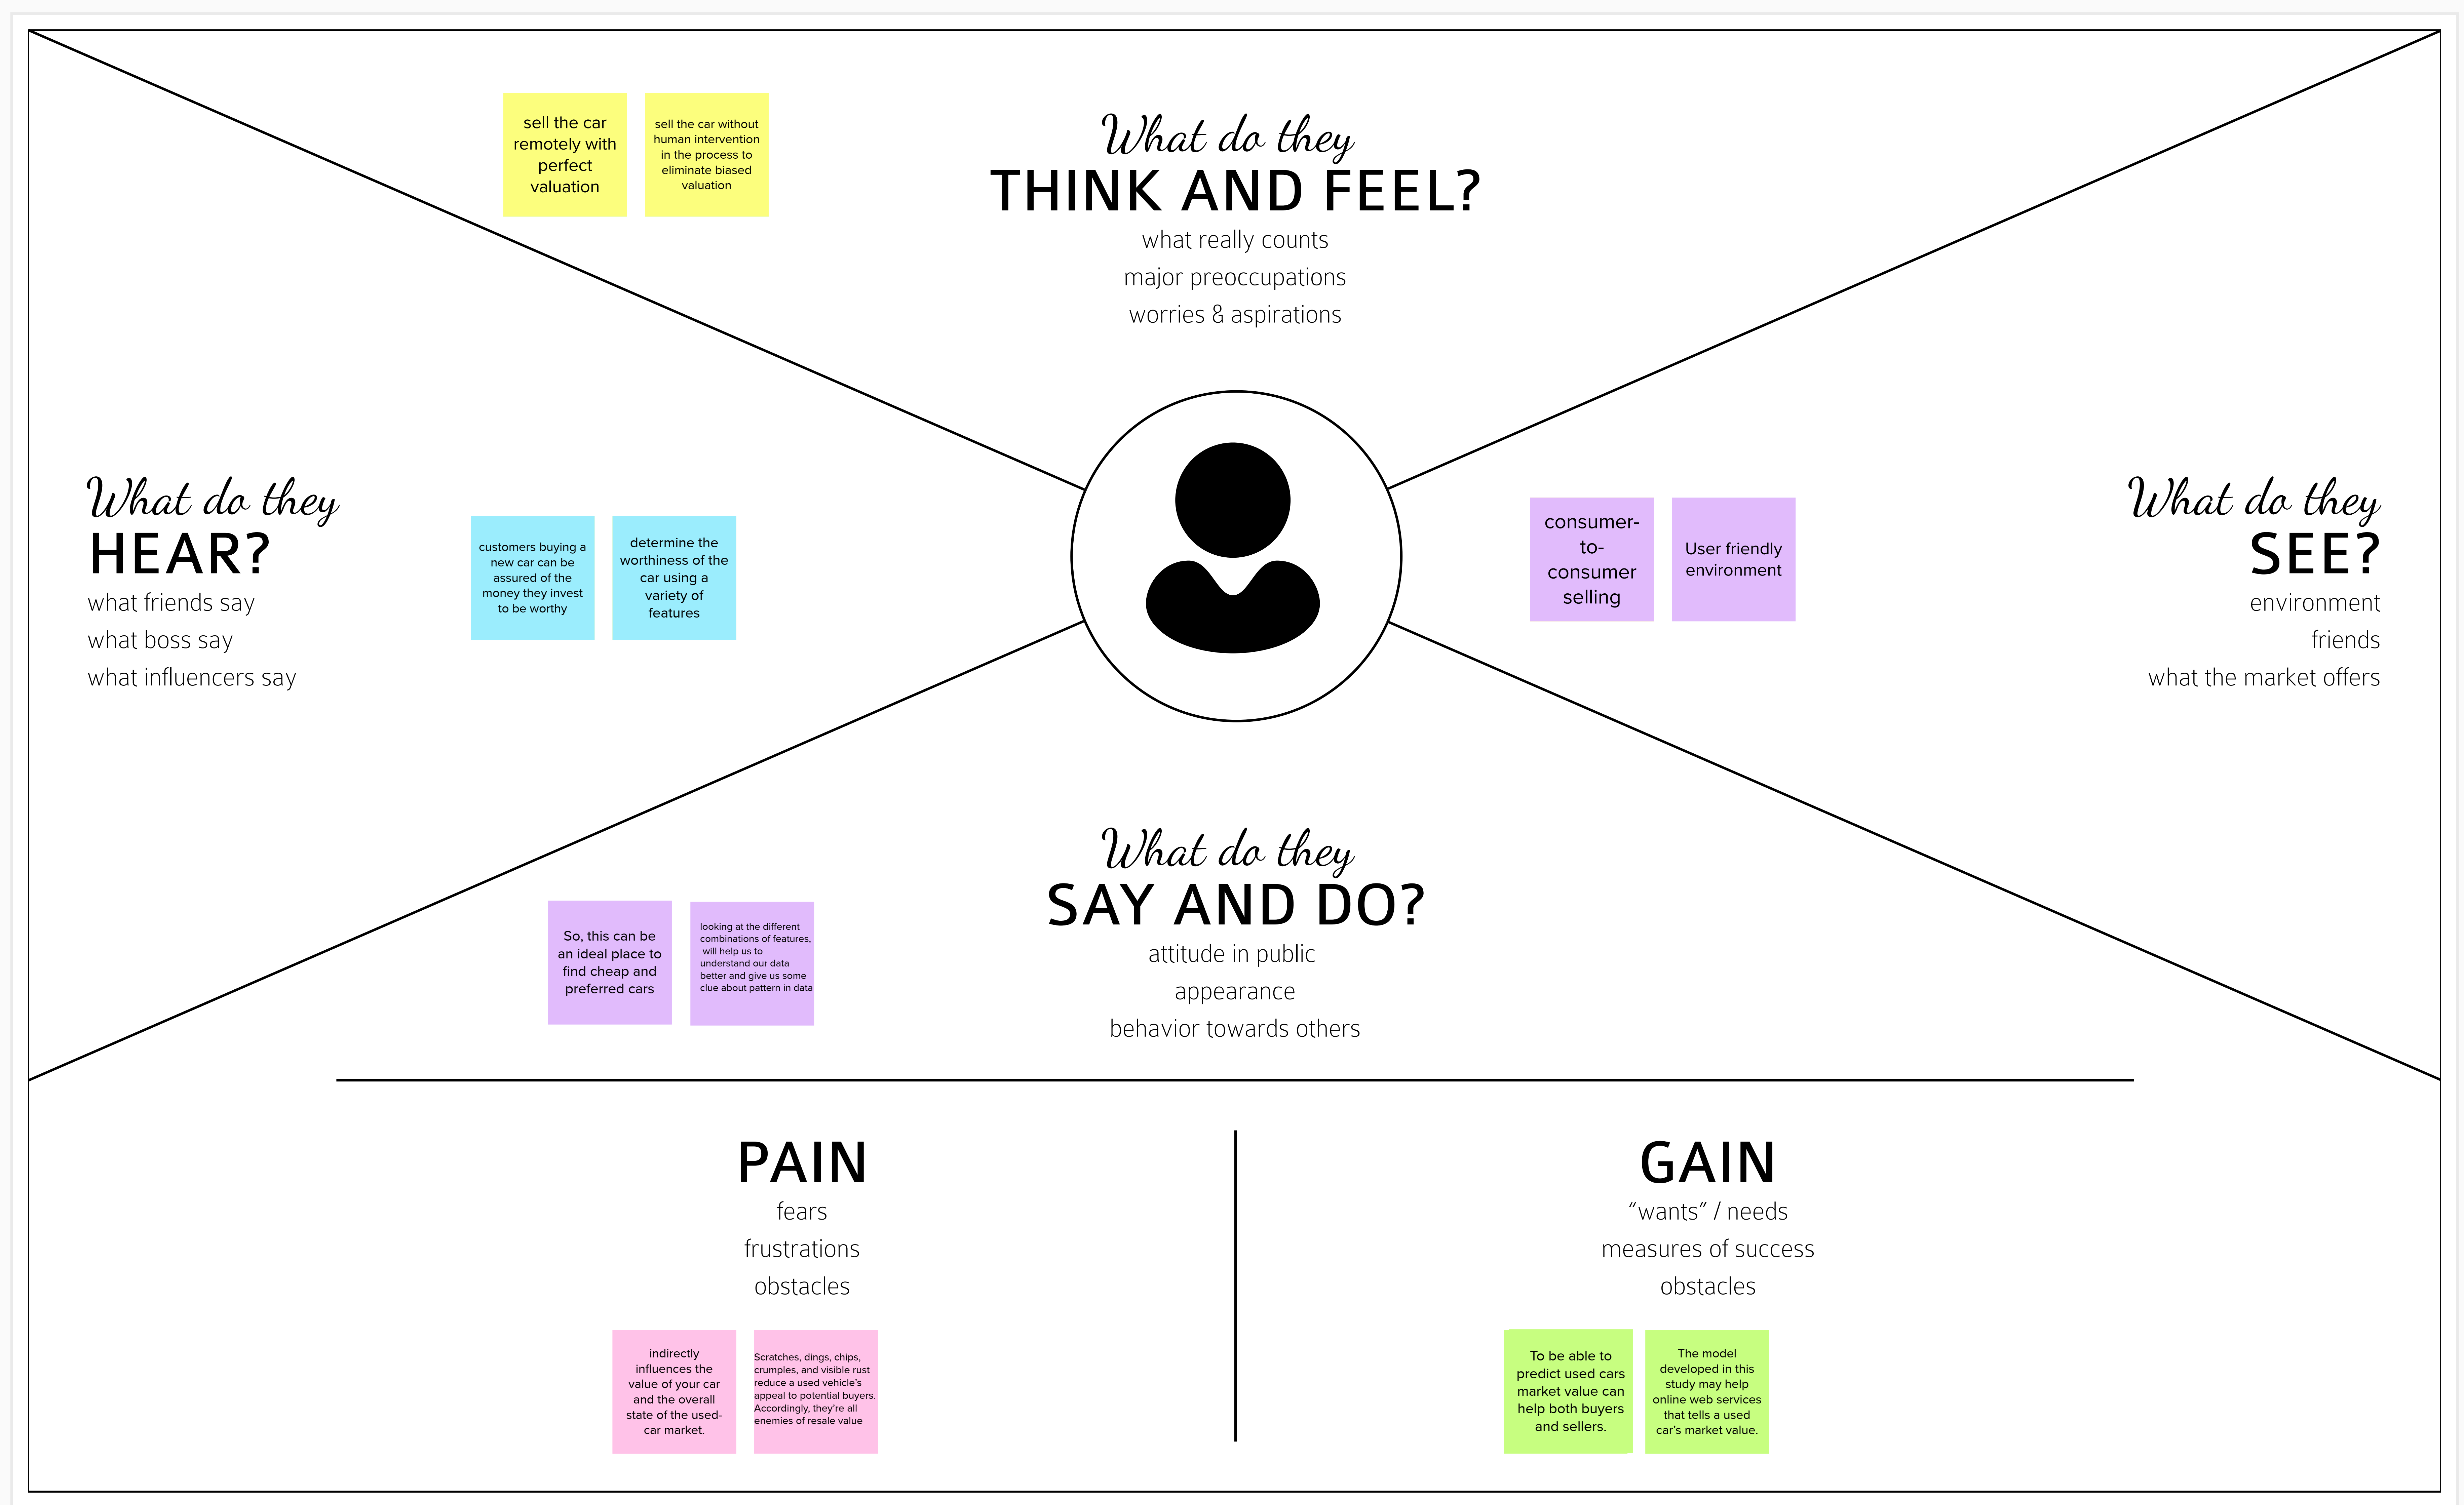 sell the car
remotely with
perfect
valuation
sell the car without
human intervention
in the process to
eliminate biased
valuation
What do they
THINK AND FEEL?
what really counts
major preoccupations
worries & aspirations
What do they
HEAR?
what friends say
what boss say
what influencers say
customers buying a
new car can be
assured of the
money they invest
to be worthy
determine the
worthiness of the
car using a
variety of
features
consumer-
to-
consumer
selling
User friendly
environment
What do they
SEE?
environment
friends
what the market offers
What do they
SAY AND DO?
attitude in public
appearance
behavior towards others
So, this can be
an ideal place to
find cheap and
preferred cars
looking at the different
combinations of features,
will help us to
understand our data
better and give us some
clue about pattern in data
PAIN
fears
frustrations
obstacles
indirectly
influences the
value of your car
and the overall
state of the used-
car market.
Scratches, dings, chips,
crumples, and visible rust
reduce a used vehicle's
appeal to potential buyers.
Accordingly, they're all
enemies of resale value
GAIN
“wants” / needs
measures of success
obstacles
To be able to
predict used cars
market value can
help both buyers
and sellers.
The model
developed in this
study may help
online web services
that tells a used
car's market value.